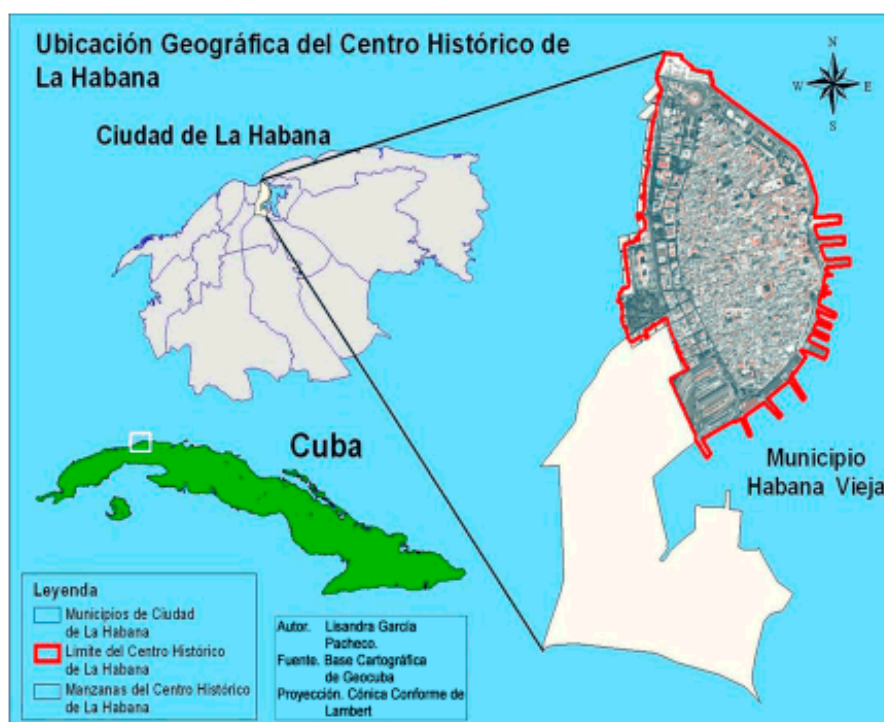 Ubicación Geográfica del Centro Histórico de
La Habana
Ciudad de La Habana
N
W
E
S
Cuba
Municipio
Habana Vieja
Leyenda
Municipios de Ciudad
de La Habana
Límite del Centro Histórico
de La Habana
Manzanas del Centro Histórico
de La Habana
Autor. Lisandra García
Pacheco.
Fuente. Base Cartográfica
de Geocuba
Proyección. Cónica Conforme de
Lambert